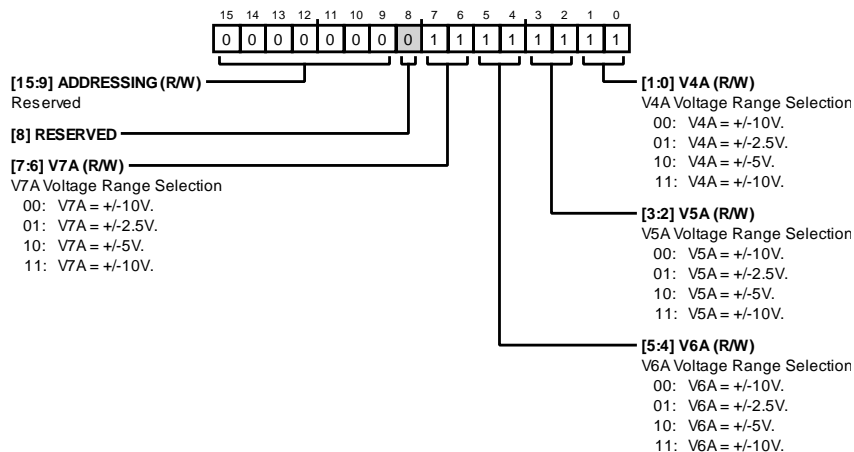 15 14 13 12 11 10 9 8 7 6 5 4 3 2 1 0
0 0 0 0 0 0 0 0 1 1 1 1 1 1 1 1
[15:9] ADDRESSING (R/W)
Reserved
[8] RESERVED
[7:6] V7A (R/W)
V7A Voltage Range Selection
00: V7A = +/-10V.
01: V7A = +/-2.5V.
10: V7A = +/-5V.
11: V7A = +/-10V.
[1:0] V4A (R/W)
V4A Voltage Range Selection
00: V4A = +/-10V.
01: V4A = +/-2.5V.
10: V4A = +/-5V.
11: V4A = +/-10V.
[3:2] V5A (R/W)
V5A Voltage Range Selection
00: V5A = +/-10V.
01: V5A = +/-2.5V.
10: V5A = +/-5V.
11: V5A = +/-10V.
[5:4] V6A (R/W)
V6A Voltage Range Selection
00: V6A = +/-10V.
01: V6A = +/-2.5V.
10: V6A = +/-5V.
11: V6A = +/-10V.